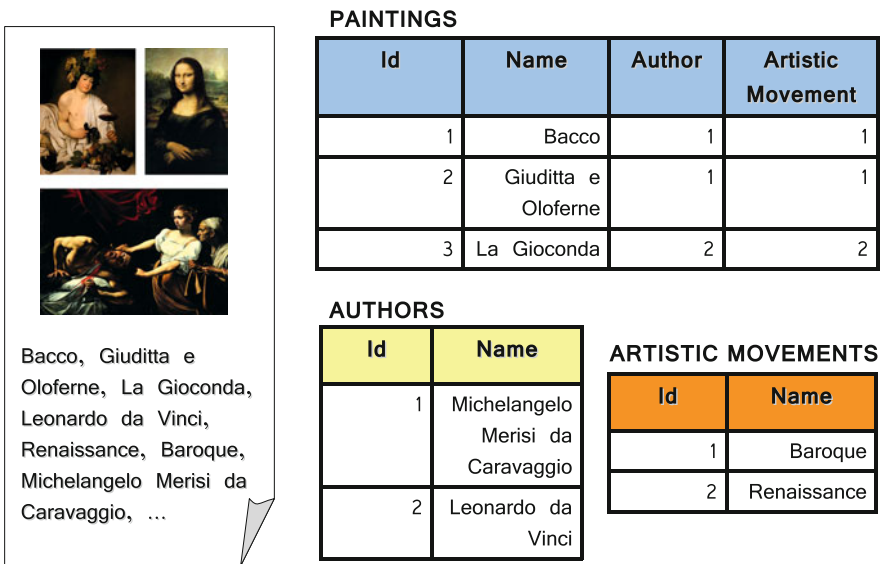 Bacco, Giuditta e
Oloferne, La Gioconda,
Leonardo da Vinci,
Renaissance, Baroque,
Michelangelo Merisi da
Caravaggio, ...
PAINTINGS
Id Name Author Artistic
Movement
1 Bacco 1 1
2 Giuditta e 1 1
Oloferne
3 La Gioconda 2 2
AUTHORS
Id Name
1 Michelangelo
Merisi da
Caravaggio
2 Leonardo da
Vinci
ARTISTIC MOVEMENTS
Id Name
1 Baroque
2 Renaissance